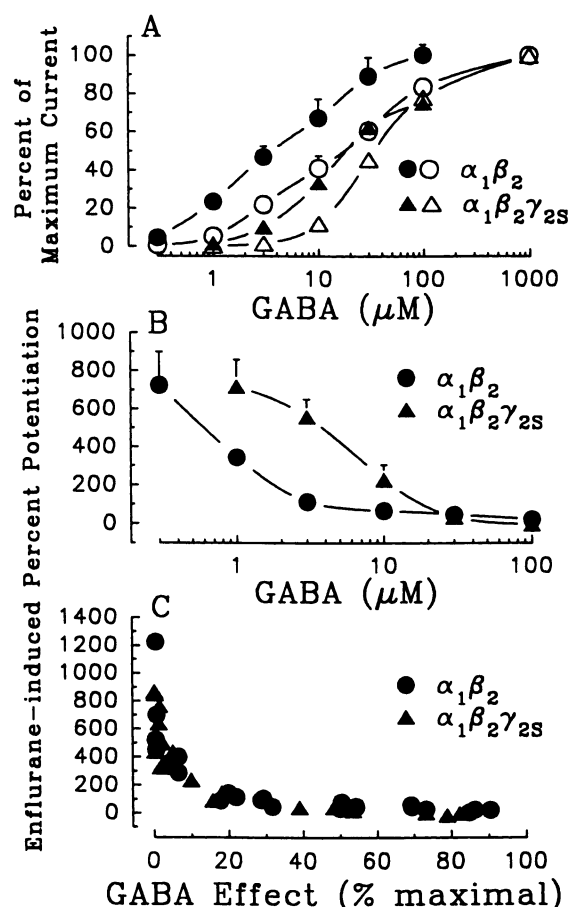 A
Percent of
Maximum Current
100
80
60
40
20
0
α₁β₂
α₁β₂γ₂S
1
10
100
1000
GABA (μM)
Enflurane-induced Percent Potentiation
B
1000
800
600
400
200
0
α₁β₂
α₁β₂γ₂S
1
10
100
GABA (μM)
C
1400
1200
1000
800
600
400
200
0
α₁β₂
α₁β₂γ₂S
0
20
40
60
80
100
GABA Effect (% maximal)